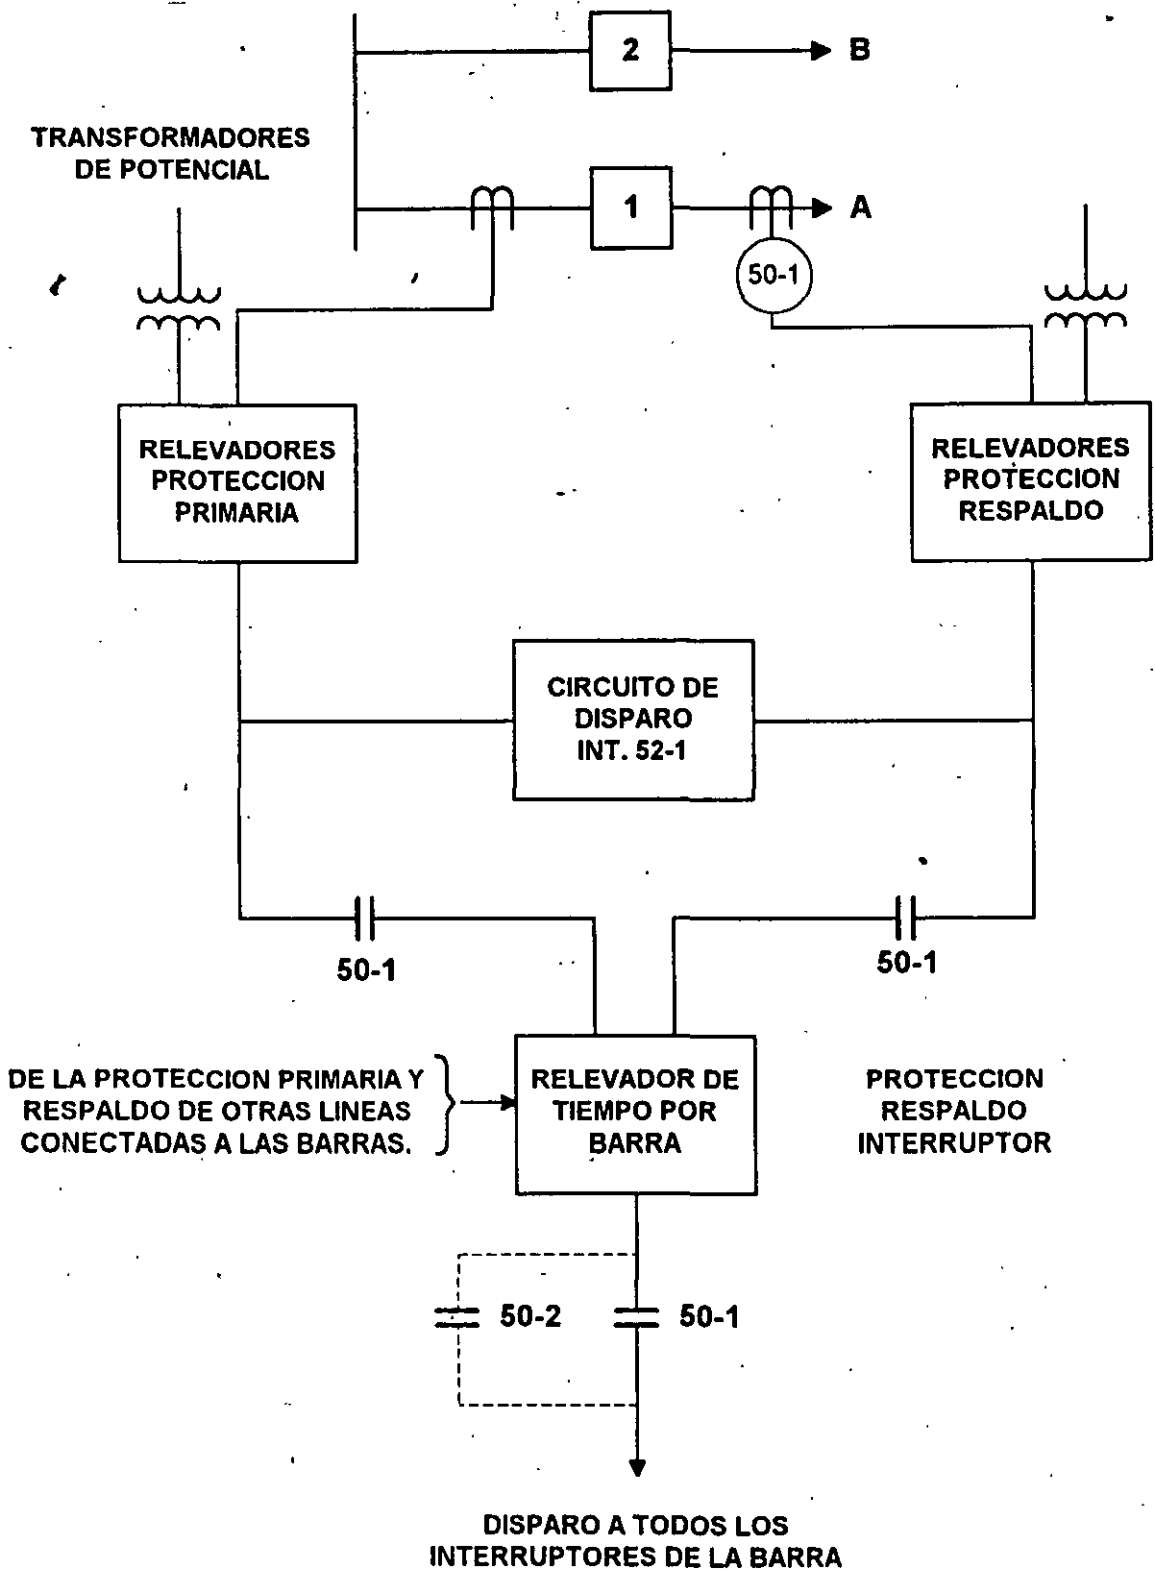 2
B
TRANSFORMADORES
DE POTENCIAL
1
A
50-1
RELEVADORES
PROTECCION
PRIMARIA
RELEVADORES
PROTECCION
RESPALDO
CIRCUITO DE
DISPARO
INT. 52-1
50-1
50-1
DE LA PROTECCION PRIMARIA Y
RESPALDO DE OTRAS LINEAS
CONECTADAS A LAS BARRAS.
RELEVADOR DE
TIEMPO POR
BARRA
PROTECCION
RESPALDO
INTERRUPTOR
50-2
50-1
DISPARO A TODOS LOS
INTERRUPTORES DE LA BARRA